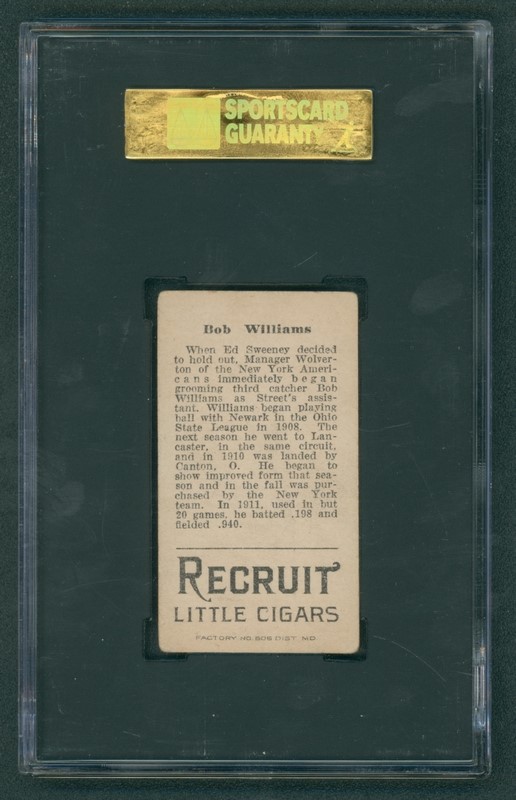 SPORTSCARD
GUARANTY
Bob Williams
When Ed Sweeney decided
to hold out, Manager Wolver-
ton of the New York Ameri-
cans immediately began
grooming third catcher Bob
Williams as Street's assis-
tant. Williams began playing
ball with Newark in the Ohio
State League in 1908. The
next season he went to Lan-
caster, in the same circuit,
and in 1910 was landed by
Canton, O. He began to
show improved form that sea-
son and in the fall was pur-
chased by the New York
team. In 1911, used in but
20 games, he batted .198 and
fielded .940.
RECRUIT
LITTLE CIGARS
FACTORY NO. 606 DIST. MD.